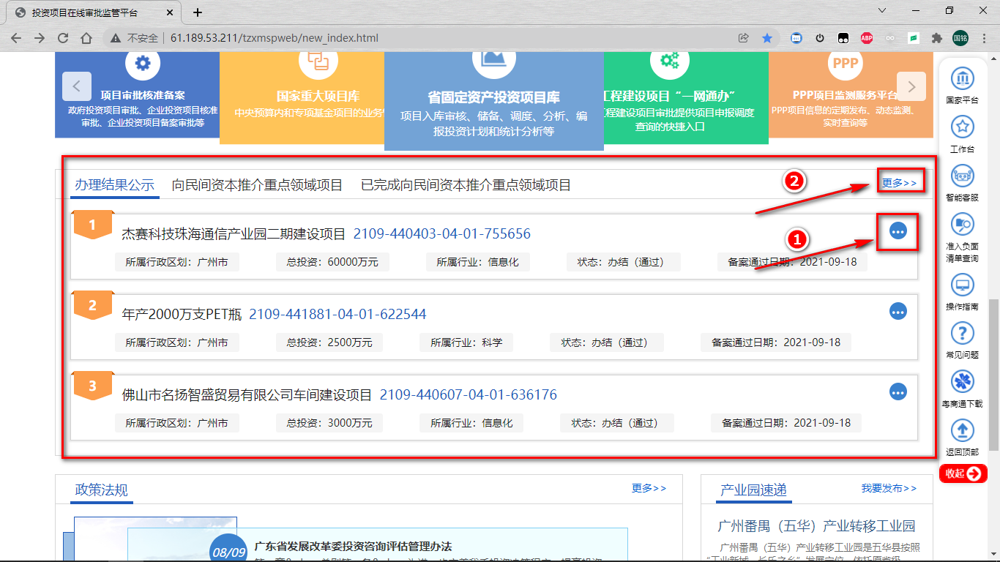 投资项目在线审批监管平台
不安全 61.189.53.211/tzxmspweb/new_index.html
ABP
国铭
项目审批核准备案
政府投资项目审批、企业投资项目核准
审批、企业投资项目备案审批等
国家重大项目库
中央预算内和专项基金项目的业务
省固定资产投资项目库
项目入库审核、储备、调度、分析、编
报投资计划和统计分析等
工程建设项目“一网通办”
工程建设项目审批提供项目申报调度
查询的快捷入口
PPP
PPP项目监测服务平台
PPP项目信息的定期发布、动态监测、
实时查询等
国家平台
工作台
智能客服
准入负面
清单查询
操作指南
常见问题
粤商通下载
返回顶部
收起
办理结果公示 向民间资本推介重点领域项目 已完成向民间资本推介重点领域项目 2 更多>>
1
1 杰赛科技珠海通信产业园二期建设项目 2109-440403-04-01-755656
所属行政区划：广州市 总投资：60000万元 所属行业：信息化 状态：办结（通过） 备案通过日期：2021-09-18
2 年产2000万支PET瓶 2109-441881-04-01-622544
所属行政区划：广州市 总投资：2500万元 所属行业：科学 状态：办结（通过） 备案通过日期：2021-09-18
3 佛山市名扬智盛贸易有限公司车间建设项目 2109-440607-04-01-636176
所属行政区划：广州市 总投资：3000万元 所属行业：信息化 状态：办结（通过） 备案通过日期：2021-09-18
政策法规 更多>>
08/09
广东省发展改革委投资咨询评估管理办法
产业园速递 我要发布>>
广州番禺（五华）产业转移工业园
广州番禺（五华）产业转移工业园是五华县按照